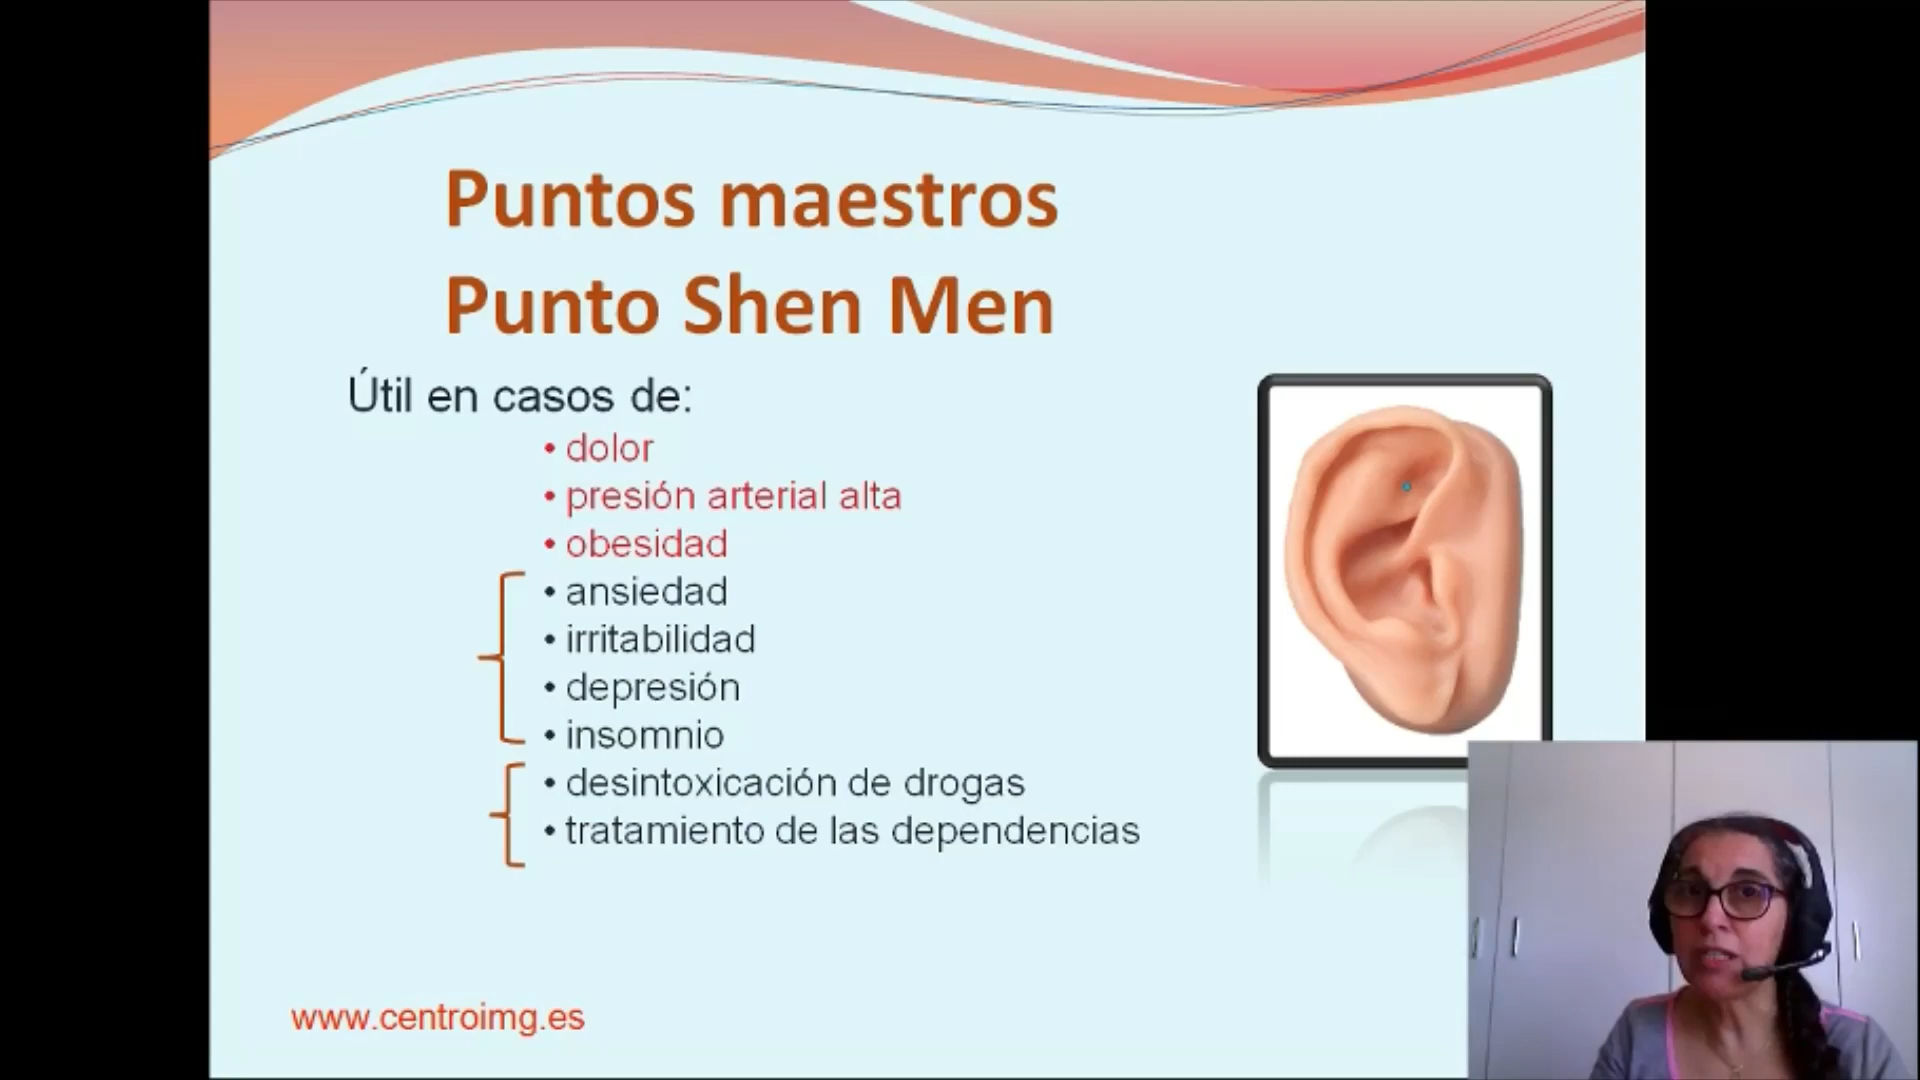 Puntos maestros
Punto Shen Men
Útil en casos de:
• dolor
• presión arterial alta
• obesidad
• ansiedad
• irritabilidad
• depresión
• insomnio
• desintoxicación de drogas
• tratamiento de las dependencias
www.centroimg.es